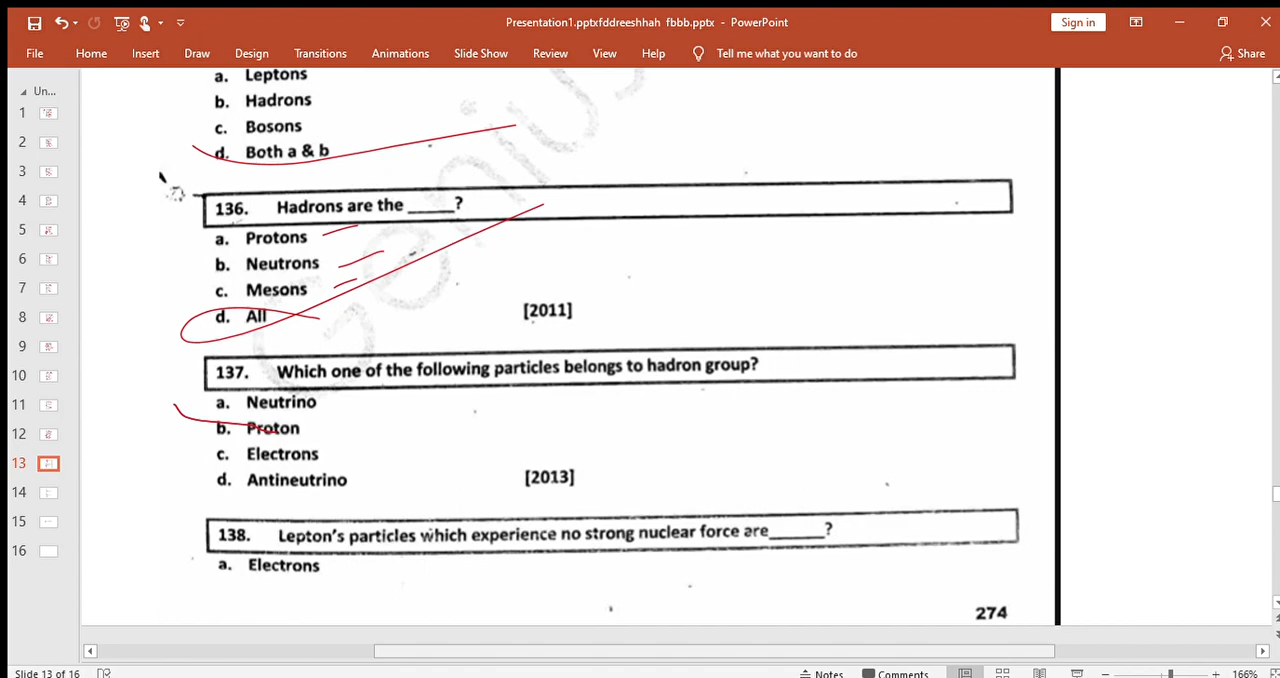 Presentation1.pptxfddreeshhah fbbb.pptx - PowerPoint
Sign in
File Home Insert Draw Design Transitions Animations Slide Show Review View Help Tell me what you want to do Share
Un...
1
2
3
4
5
6
7
8
9
10
11
12
13
14
15
16
a. Leptons
b. Hadrons
c. Bosons
d. Both a & b
136. Hadrons are the _____?
a. Protons
b. Neutrons
c. Mesons
d. All [2011]
137. Which one of the following particles belongs to hadron group?
a. Neutrino
b. Proton
c. Electrons
d. Antineutrino [2013]
138. Lepton's particles which experience no strong nuclear force are______?
a. Electrons
274
Genius
Slide 13 of 16 Notes Comments 166%